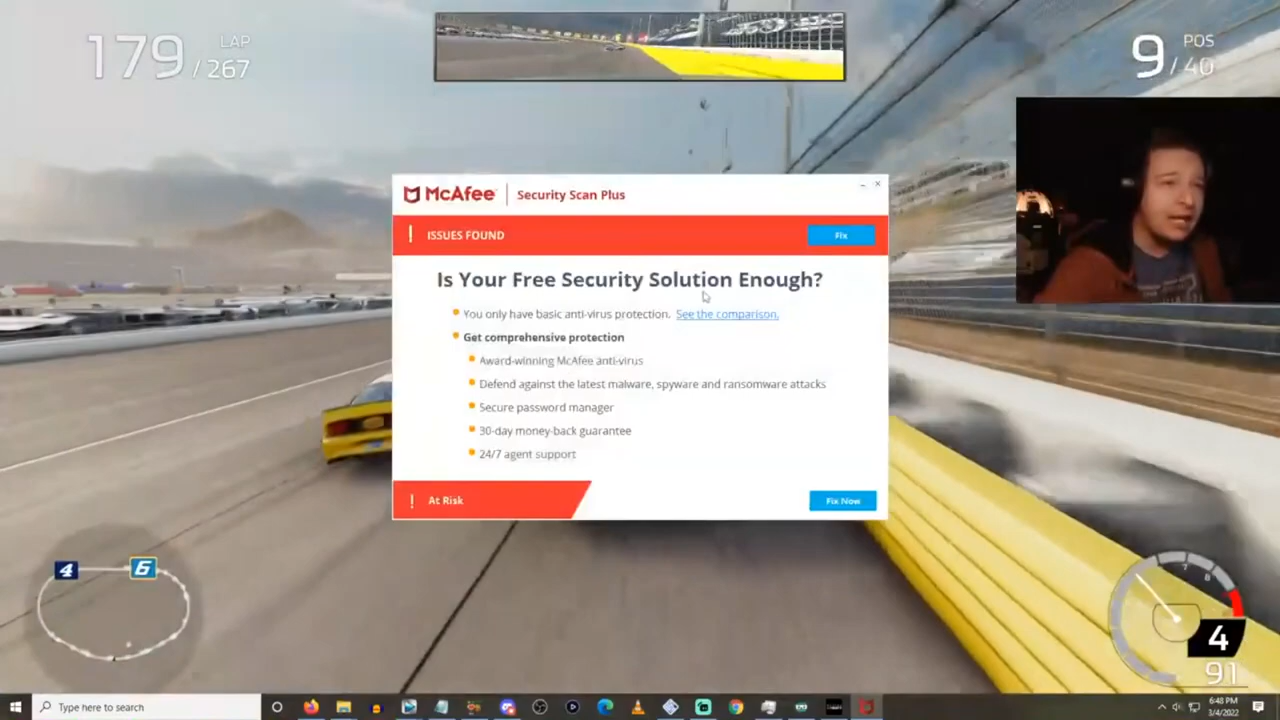 LAP
179 / 267
POS
9 / 40
McAfee | Security Scan Plus
! ISSUES FOUND
Fix
Is Your Free Security Solution Enough?
You only have basic anti-virus protection. See the comparison.
Get comprehensive protection
Award-winning McAfee anti-virus
Defend against the latest malware, spyware and ransomware attacks
Secure password manager
30-day money-back guarantee
24/7 agent support
! At Risk
Fix Now
4
6
7
8
4
91
Type here to search
6:48 PM
3/4/2022